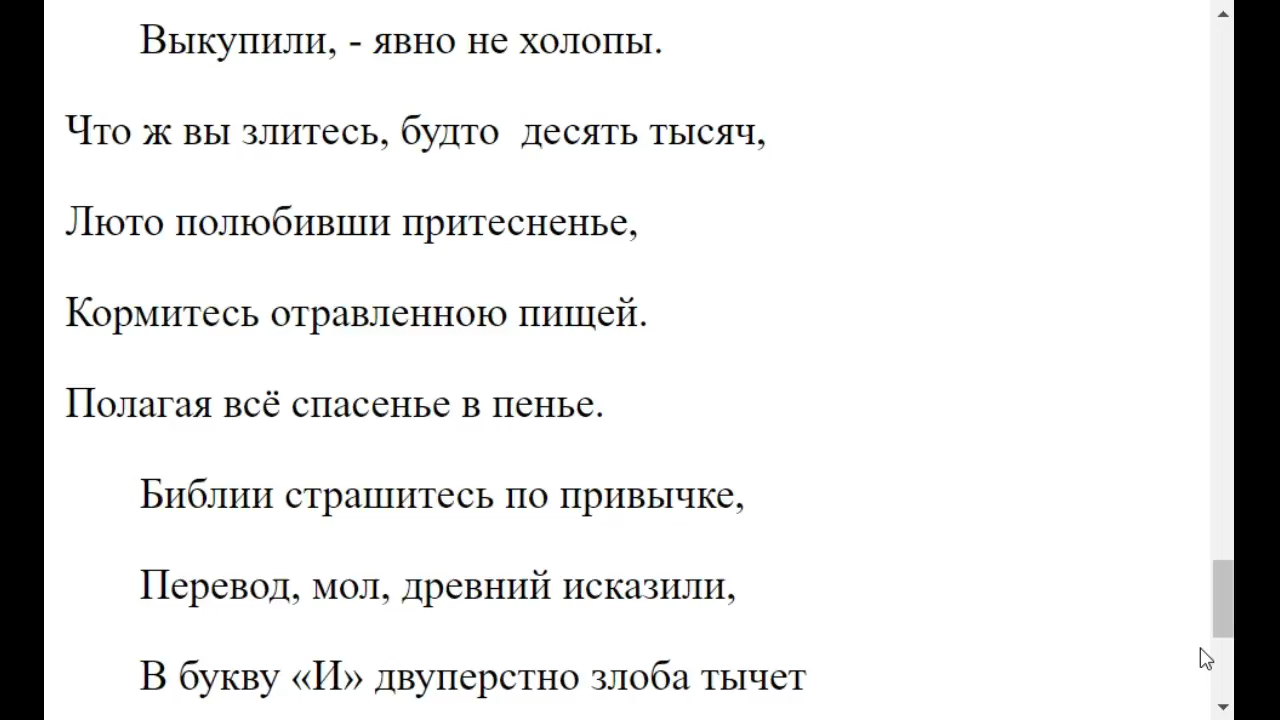 Выкупили, - явно не холопы.
Что ж вы злитесь, будто  десять тысяч,
Люто полюбивши притесненье,
Кормитесь отравленною пищей.
Полагая всё спасенье в пенье.
Библии страшитесь по привычке,
Перевод, мол, древний исказили,
В букву «И» двуперстно злоба тычет